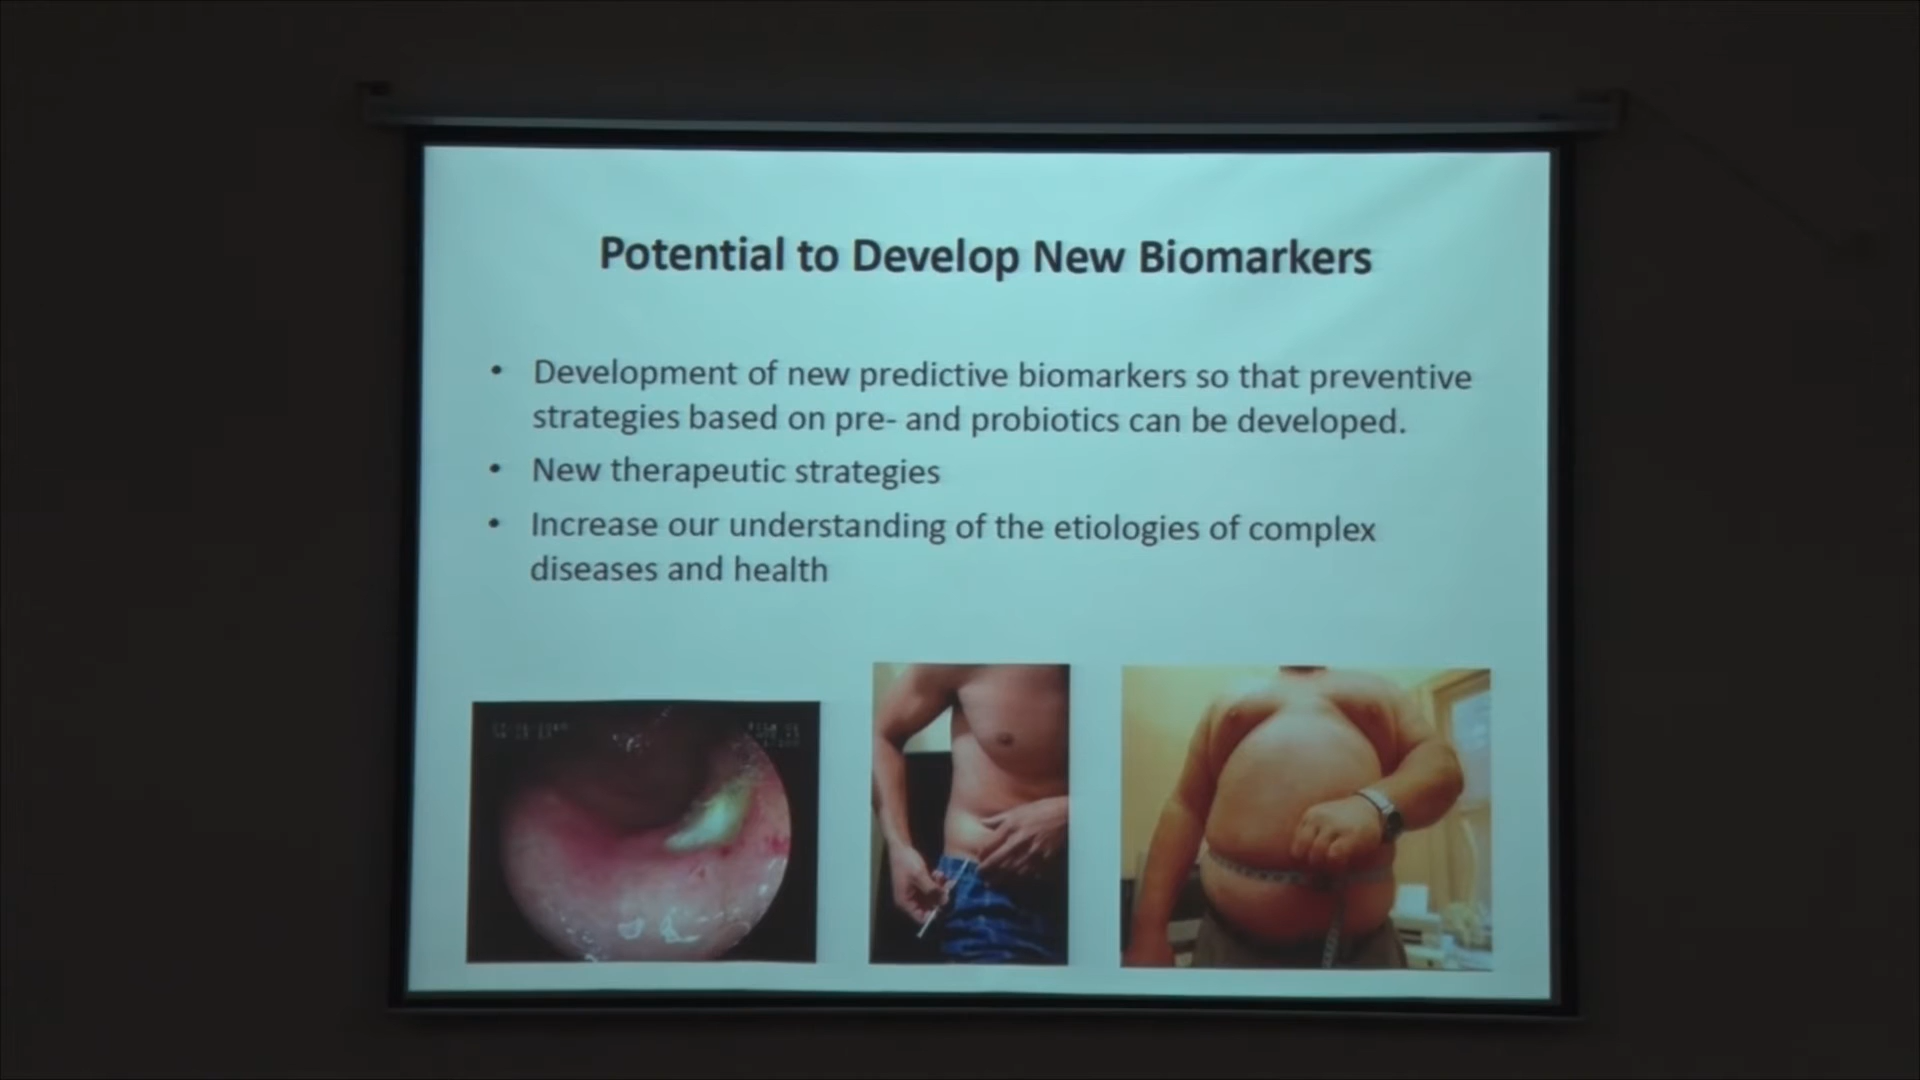 Potential to Develop New Biomarkers
• Development of new predictive biomarkers so that preventive
strategies based on pre- and probiotics can be developed.
• New therapeutic strategies
• Increase our understanding of the etiologies of complex
diseases and health